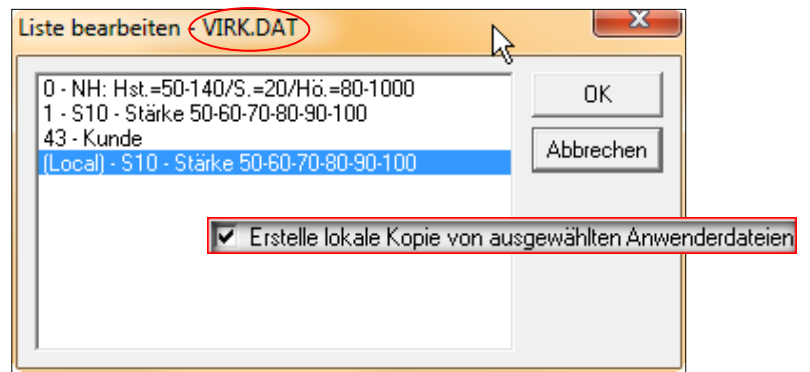 Liste bearbeiten - VIRK.DAT
0 - NH: Hst.=50-140/S.=20/Hö.=80-1000
1 - S10 - Stärke 50-60-70-80-90-100
43 - Kunde
(Local) - S10 - Stärke 50-60-70-80-90-100
OK
Abbrechen
Erstelle lokale Kopie von ausgewählten Anwenderdateien